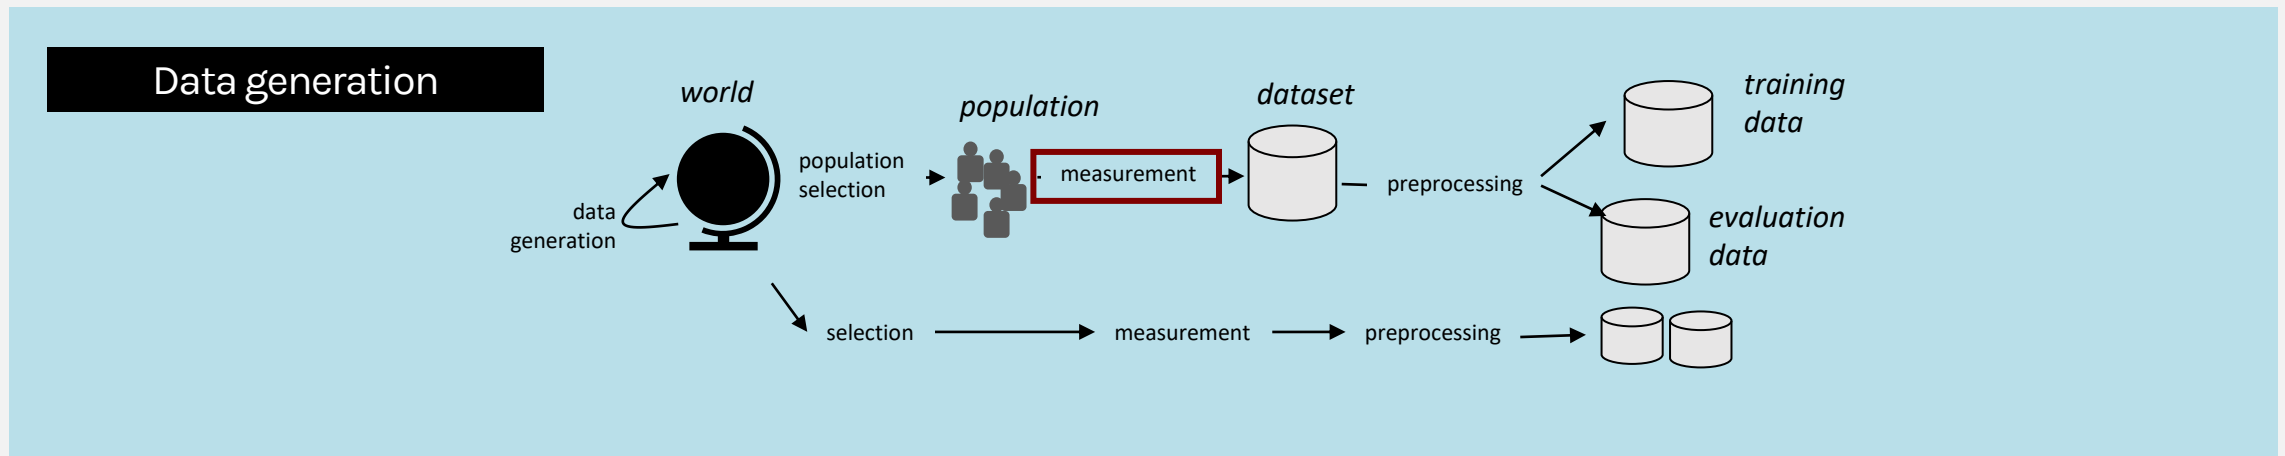 Data generation
world
population
dataset
training
data
population
selection
measurement
preprocessing
data
generation
evaluation
data
selection
measurement
preprocessing